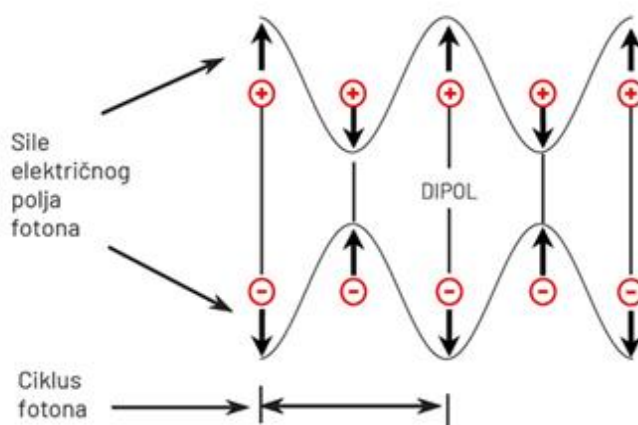 Sile
električnog
polja
fotona
DIPOL
Ciklus
fotona